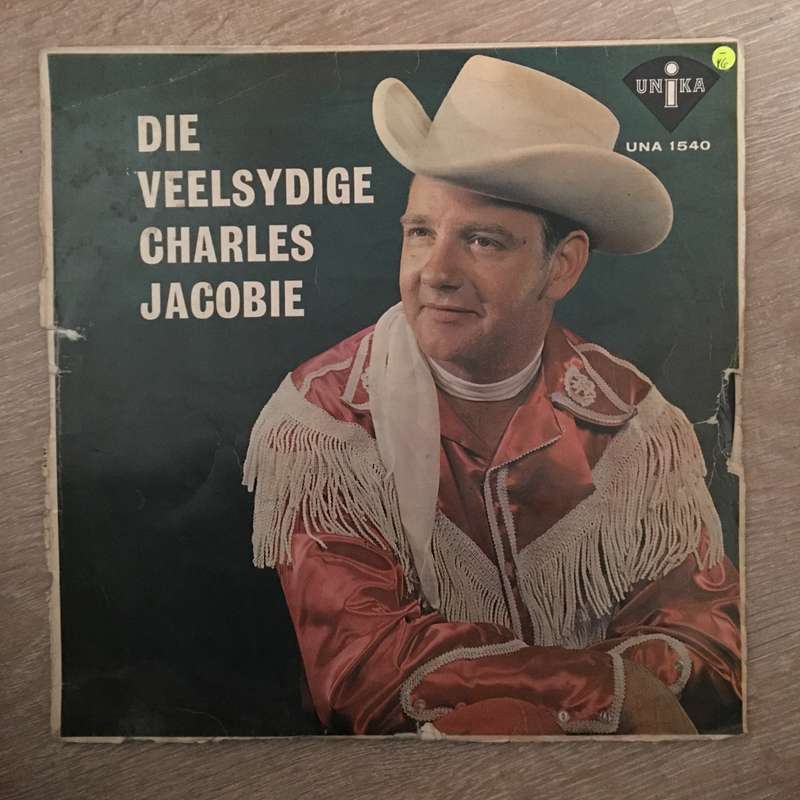 DIE
VEELSYDIGE
CHARLES
JACOBIE
UNiKA
UNA 1540